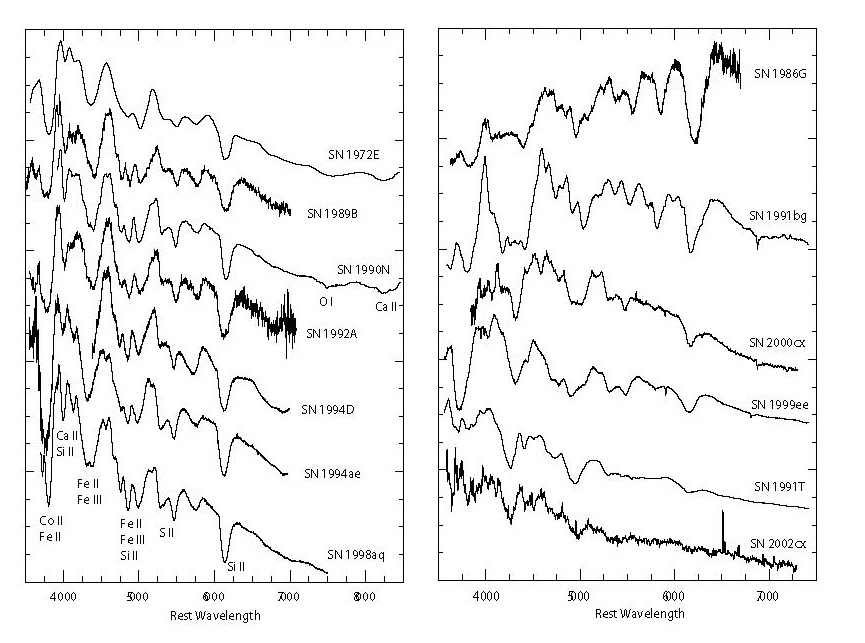 SN 1972E
SN 1989B
SN 1990N
O I
Ca II
SN 1992A
SN 1994D
Ca II
Si II
SN 1994ae
Fe II
Fe III
Co II
Fe II
Fe II
Fe III
Si II
S II
SN 1998aq
Si II
4000 5000 6000 7000 8000
Rest Wavelength
SN 1986G
SN 1991bg
SN 2000cx
SN 1999ee
SN 1991T
SN 2002cx
4000 5000 6000 7000
Rest Wavelength